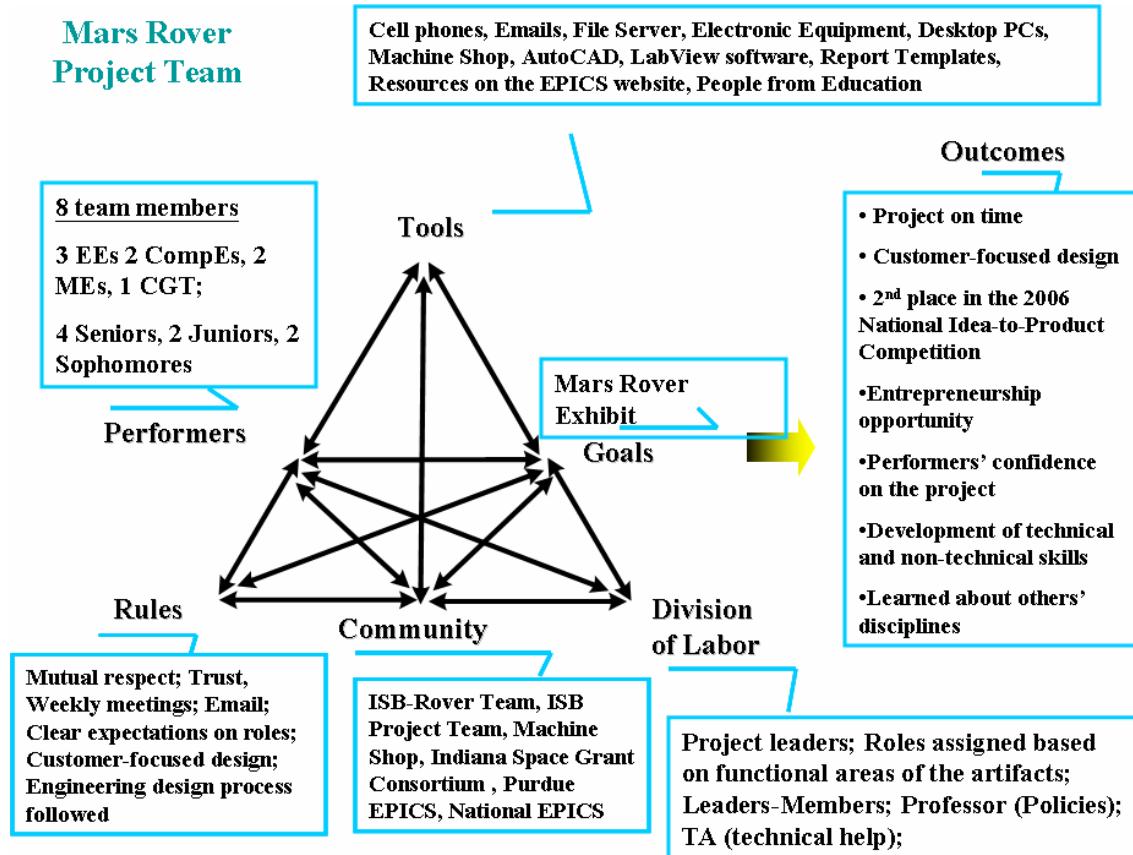 Mars Rover
Project Team
Cell phones, Emails, File Server, Electronic Equipment, Desktop PCs,
Machine Shop, AutoCAD, LabView software, Report Templates,
Resources on the EPICS website, People from Education
Outcomes
8 team members
3 EEs 2 CompEs, 2
MEs, 1 CGT;
4 Seniors, 2 Juniors, 2
Sophomores
Performers
Tools
Mars Rover
Exhibit
Goals
• Project on time
• Customer-focused design
• 2nd place in the 2006
National Idea-to-Product
Competition
•Entrepreneurship
opportunity
•Performers’ confidence
on the project
•Development of technical
and non-technical skills
•Learned about others’
disciplines
Rules
Mutual respect; Trust,
Weekly meetings; Email;
Clear expectations on roles;
Customer-focused design;
Engineering design process
followed
Community
ISB-Rover Team, ISB
Project Team, Machine
Shop, Indiana Space Grant
Consortium , Purdue
EPICS, National EPICS
Division
of Labor
Project leaders; Roles assigned based
on functional areas of the artifacts;
Leaders-Members; Professor (Policies);
TA (technical help);